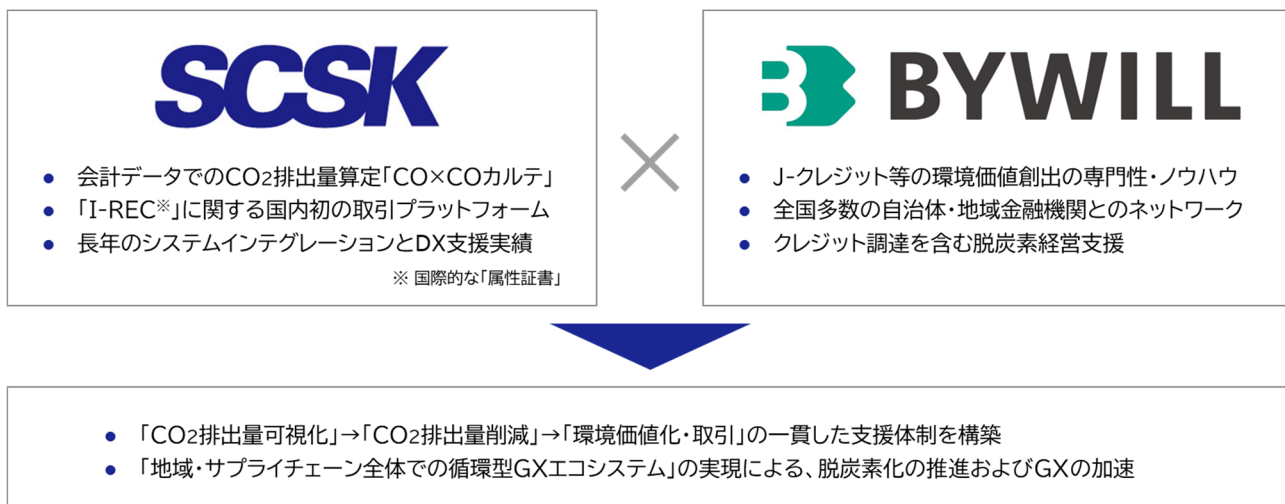 SCSK
● 会計データでのCO2排出量算定「CO×COカルテ」
● 「I-REC※」に関する国内初の取引プラットフォーム
● 長年のシステムインテグレーションとDX支援実績
※ 国際的な「属性証書」
×
BYWILL
● J-クレジット等の環境価値創出の専門性・ノウハウ
● 全国多数の自治体・地域金融機関とのネットワーク
● クレジット調達を含む脱炭素経営支援
● 「CO2排出量可視化」→「CO2排出量削減」→「環境価値化・取引」の一貫した支援体制を構築
● 「地域・サプライチェーン全体での循環型GXエコシステム」の実現による、脱炭素化の推進およびGXの加速